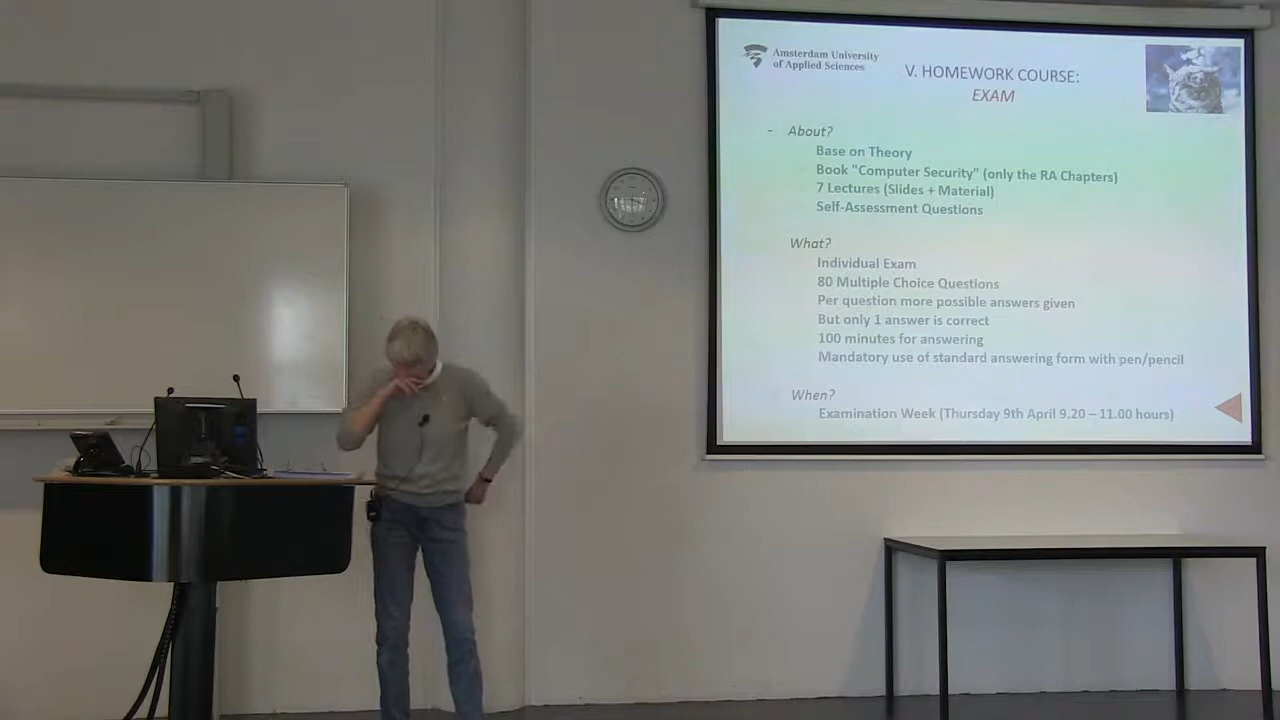 Amsterdam University
of Applied Sciences
V. HOMEWORK COURSE:
EXAM
- About?
Base on Theory
Book "Computer Security" (only the RA Chapters)
7 Lectures (Slides + Material)
Self-Assessment Questions
What?
Individual Exam
80 Multiple Choice Questions
Per question more possible answers given
But only 1 answer is correct
100 minutes for answering
Mandatory use of standard answering form with pen/pencil
When?
Examination Week (Thursday 9th April 9.20 – 11.00 hours)